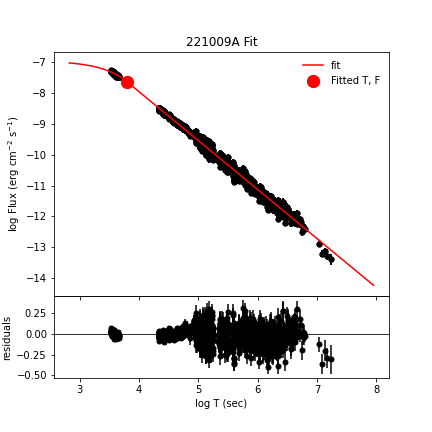 221009A Fit
log Flux (erg cm⁻² s⁻¹)
−7
−8
−9
−10
−11
−12
−13
−14
fit
Fitted T, F
residuals
0.25
0.00
−0.25
−0.50
3 4 5 6 7 8
log T (sec)